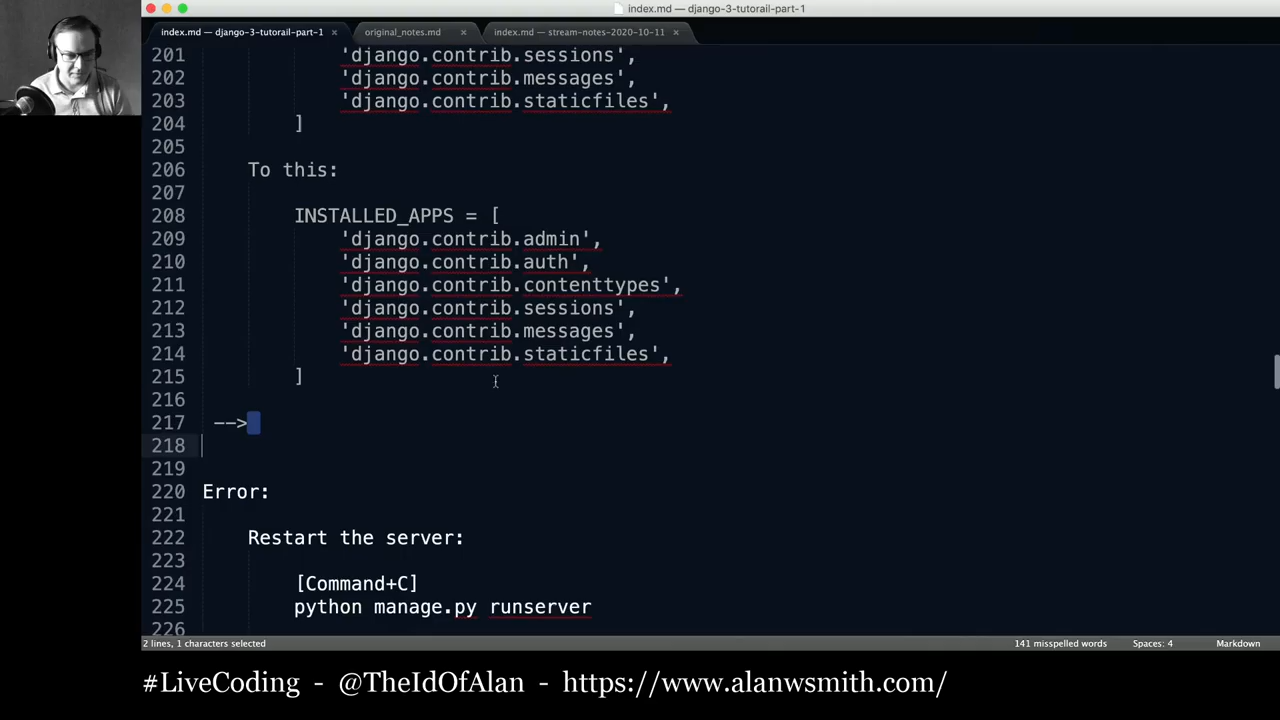 index.md — django-3-tutorail-part-1
index.md — django-3-tutorail-part-1 × original_notes.md × index.md — stream-notes-2020-10-11 ×
201 'django.contrib.sessions',
202 'django.contrib.messages',
203 'django.contrib.staticfiles',
204 ]
205
206 To this:
207
208 INSTALLED_APPS = [
209 'django.contrib.admin',
210 'django.contrib.auth',
211 'django.contrib.contenttypes',
212 'django.contrib.sessions',
213 'django.contrib.messages',
214 'django.contrib.staticfiles',
215 ]
216
217 -->
218
219
220 Error:
221
222 Restart the server:
223
224 [Command+C]
225 python manage.py runserver
226
2 lines, 1 characters selected 141 misspelled words Spaces: 4 Markdown
#LiveCoding - @TheIdOfAlan - https://www.alanwsmith.com/